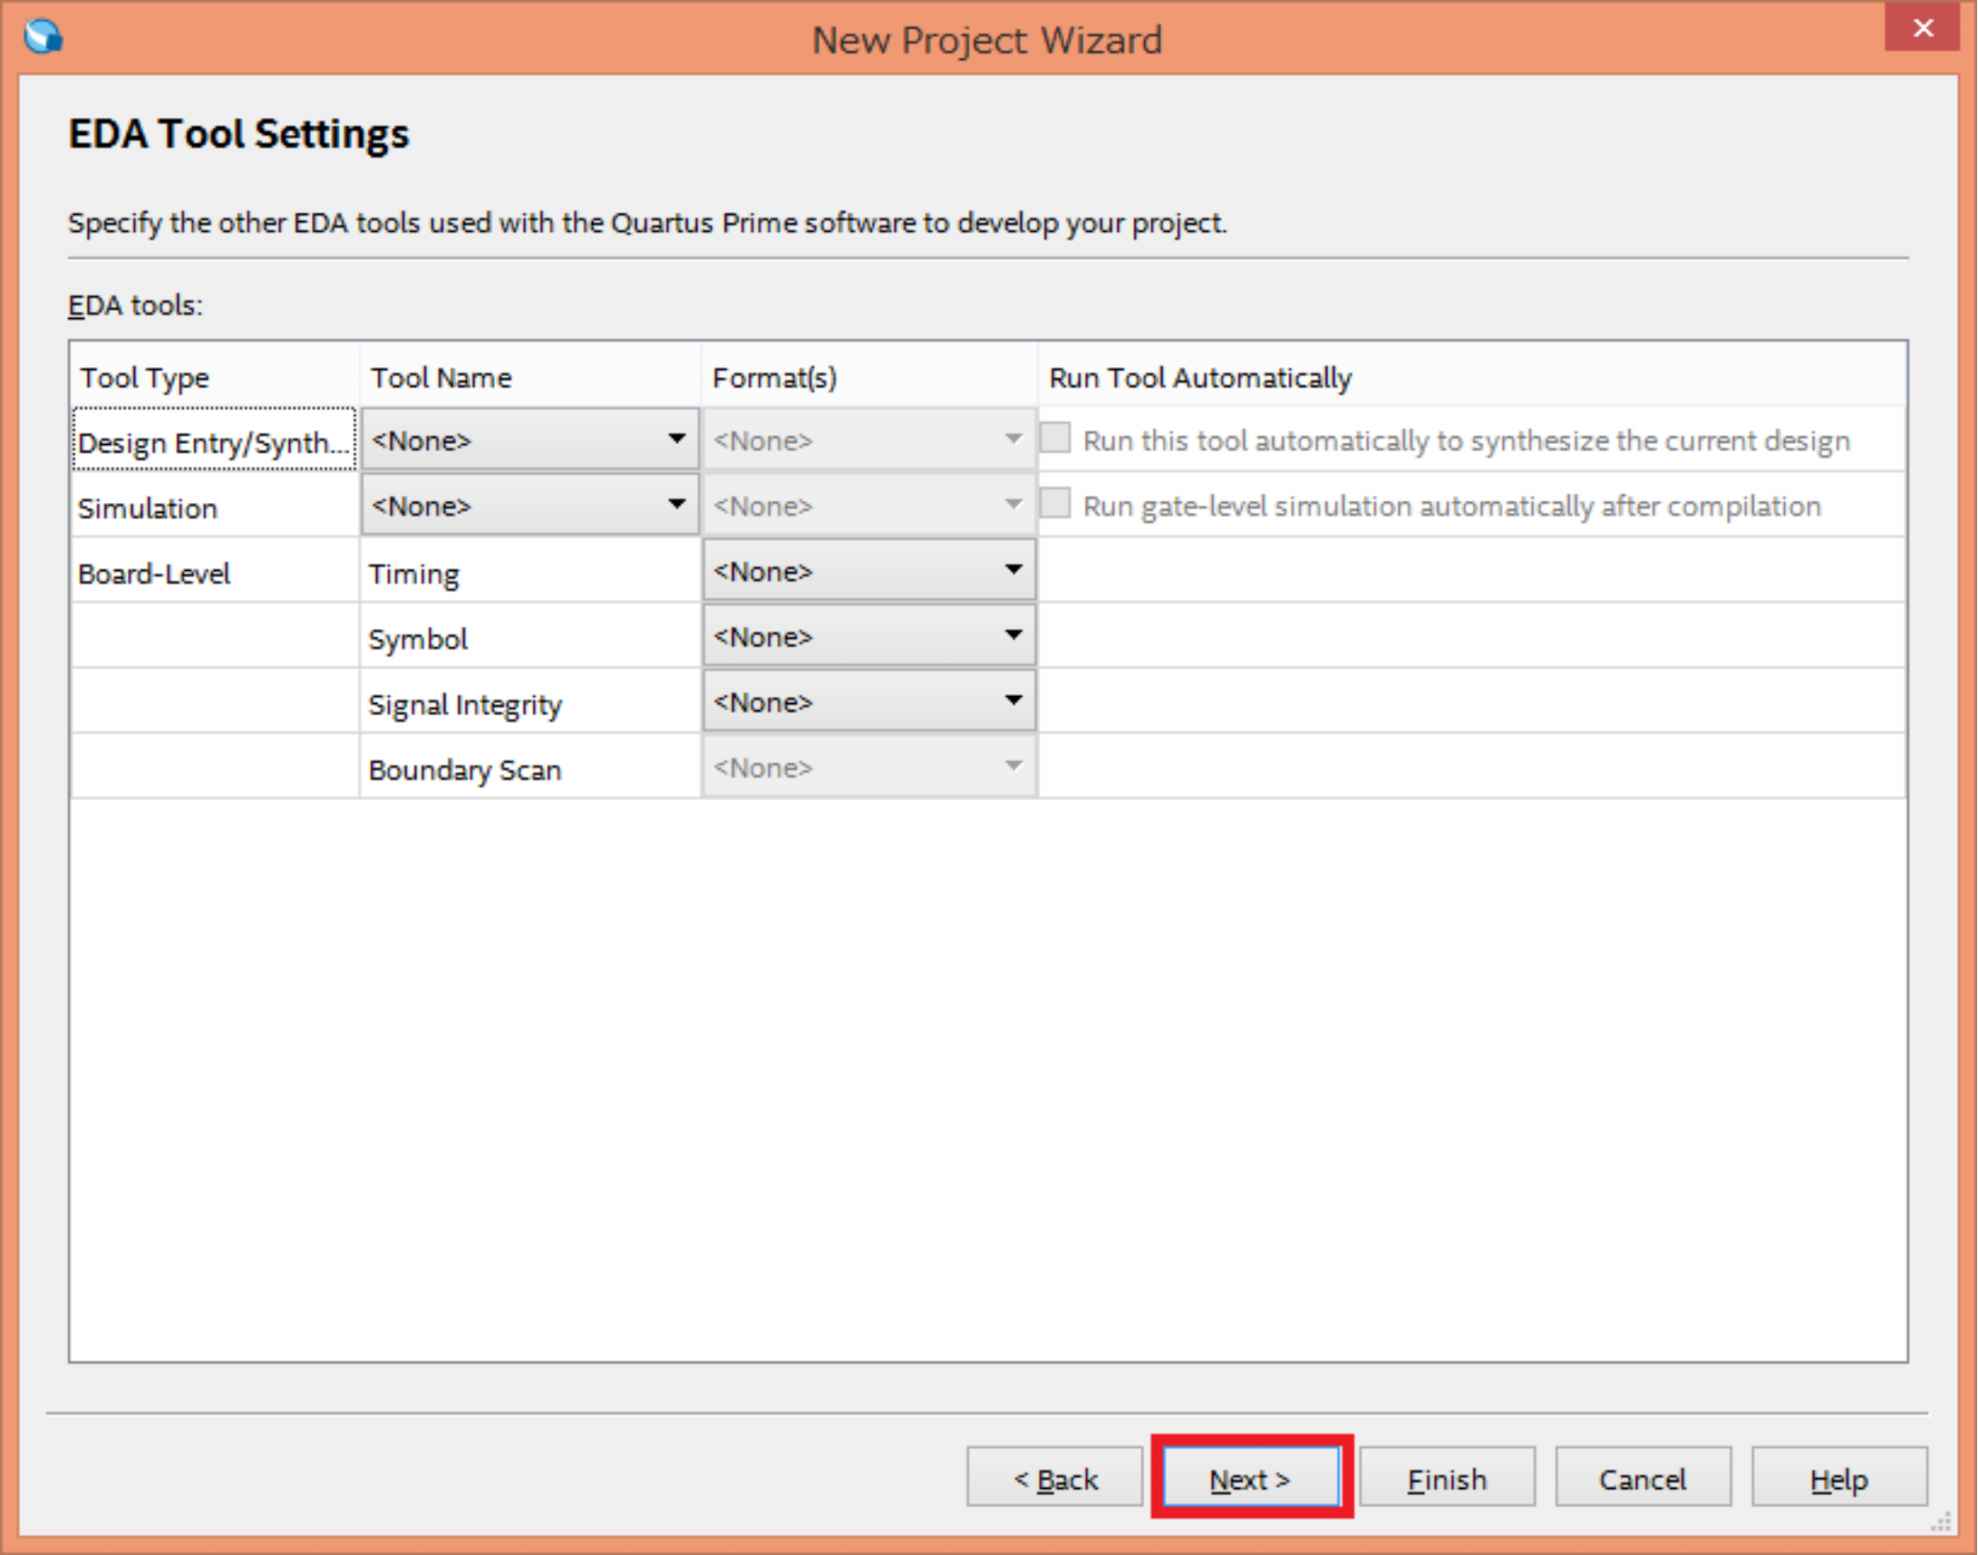 New Project Wizard
EDA Tool Settings
Specify the other EDA tools used with the Quartus Prime software to develop your project.
EDA tools:
Tool Type Tool Name Format(s) Run Tool Automatically
Design Entry/Synth... <None> <None> Run this tool automatically to synthesize the current design
Simulation <None> <None> Run gate-level simulation automatically after compilation
Board-Level Timing <None>
Symbol <None>
Signal Integrity <None>
Boundary Scan <None>
< Back Next > Finish Cancel Help